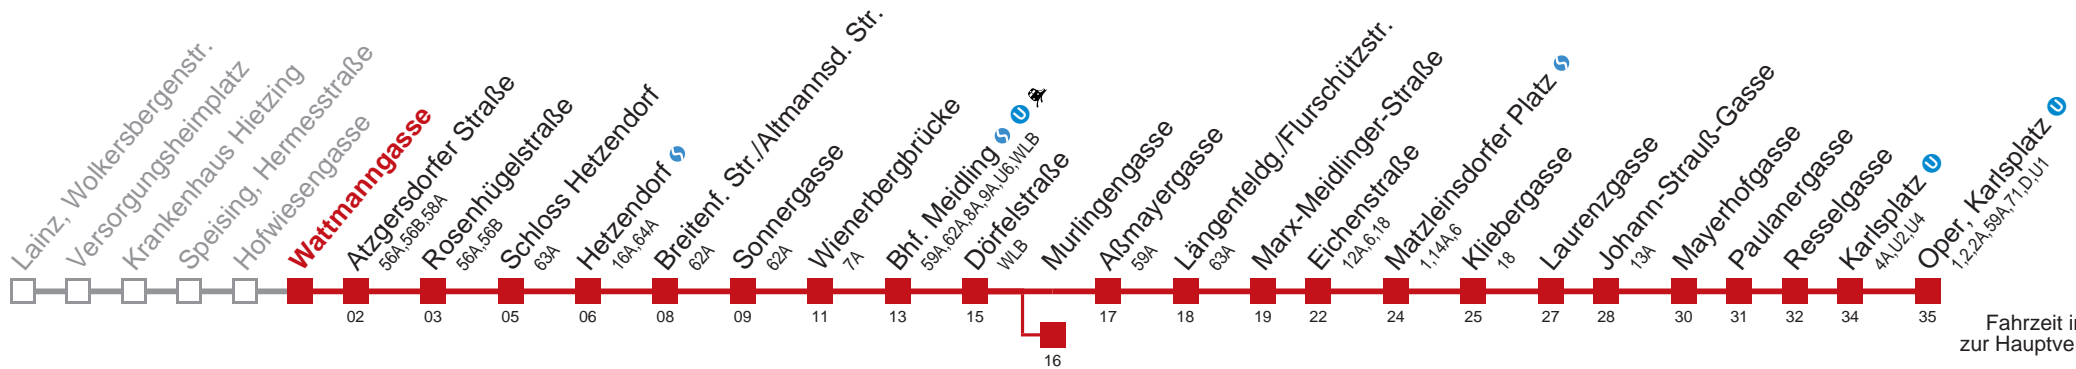 Lainz, Wolkersbergenstr.
Versorgungsheimplatz
Krankenhaus Hietzing
Speising, Hermesstraße
Hofwiesengasse
Wattmanngasse
Atzgersdorfer Straße
56A,56B,58A
02
Rosenhügelstraße
56A,56B
03
Schloss Hetzendorf
63A
05
Hetzendorf S
16A,64A
06
Breitenf. Str./Altmannsd. Str.
62A
08
Sonnergasse
62A
09
Wienerbergbrücke
7A
11
Bhf. Meidling S U
59A,62A,8A,9A,U6,WLB
13
Dörfelstraße
WLB
15
Murlingengasse
16
Aßmayergasse
59A
17
Längenfeldg./Flurschützstr.
63A
18
Marx-Meidlinger-Straße
19
Eichenstraße
12A,6,18
22
Matzleinsdorfer Platz S
1,14A,6
24
Kliebergasse
18
25
Laurenzgasse
27
Johann-Strauß-Gasse
13A
28
Mayerhofgasse
30
Paulanergasse
31
Resselgasse
32
Karlsplatz U
4A,U2,U4
34
Oper, Karlsplatz U
1,2,2A,59A,71,D,U1
35
Fahrzeit i
zur Hauptve